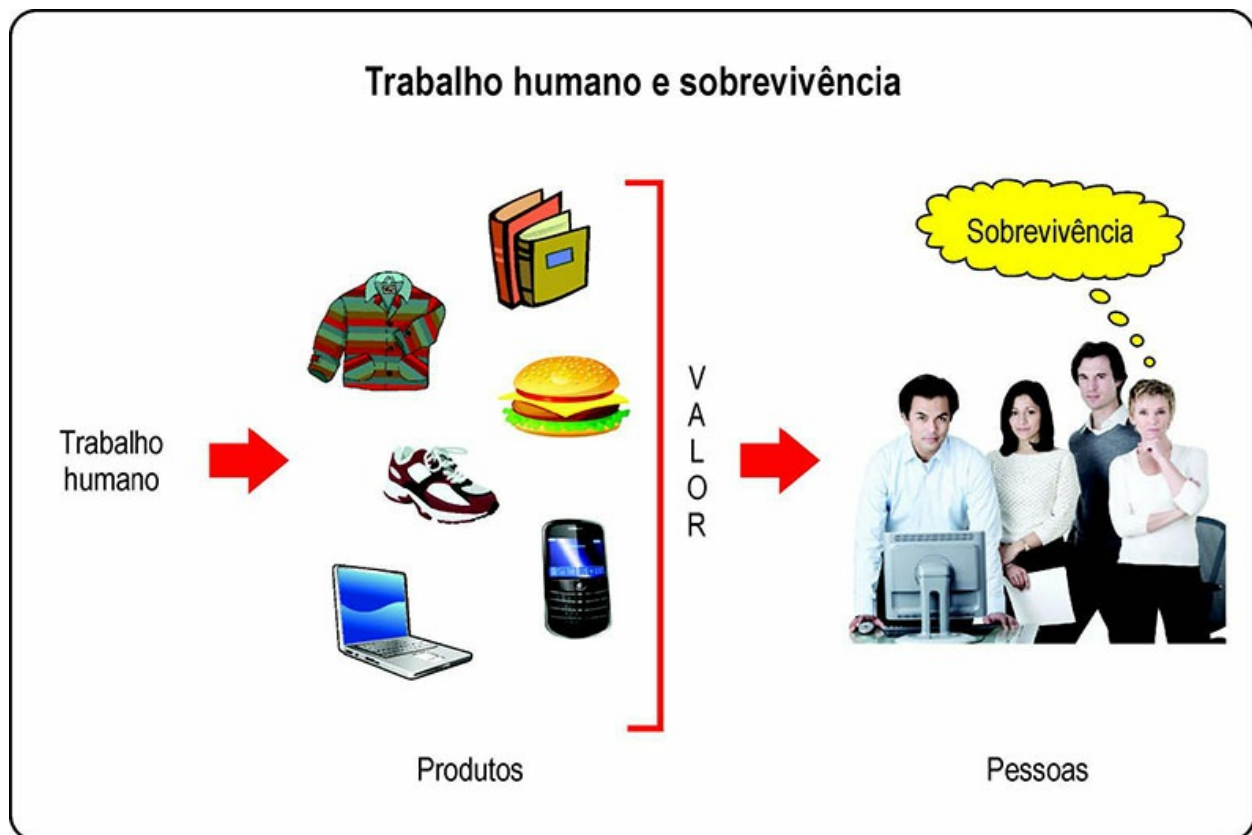 Trabalho humano e sobrevivência
Sobrevivência
Trabalho
humano
V
A
L
O
R
Produtos
Pessoas